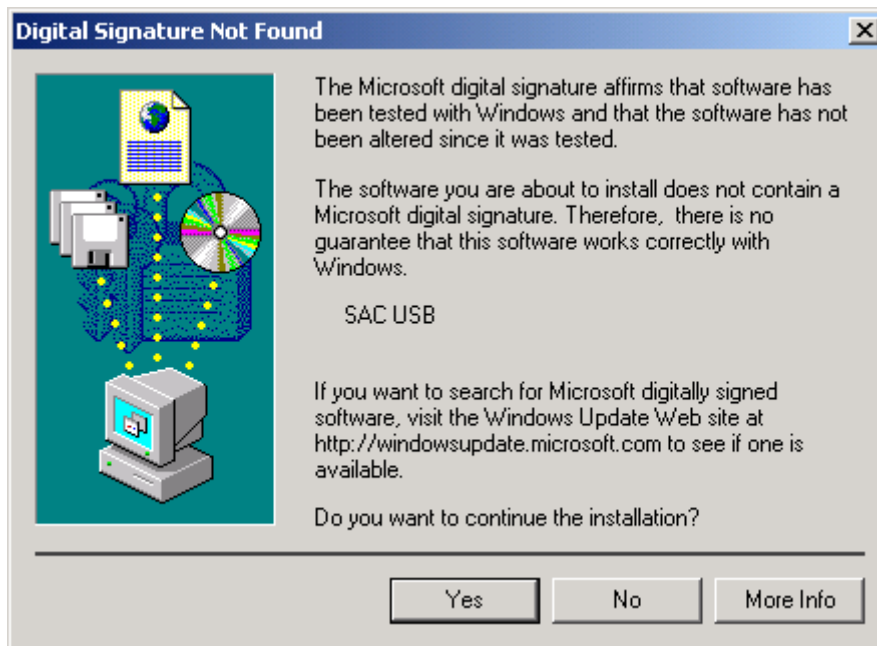 Digital Signature Not Found
The Microsoft digital signature affirms that software has
been tested with Windows and that the software has not
been altered since it was tested.
The software you are about to install does not contain a
Microsoft digital signature. Therefore,  there is no
guarantee that this software works correctly with
Windows.
SAC USB
If you want to search for Microsoft digitally signed
software, visit the Windows Update Web site at
http://windowsupdate.microsoft.com to see if one is
available.
Do you want to continue the installation?
Yes No More Info